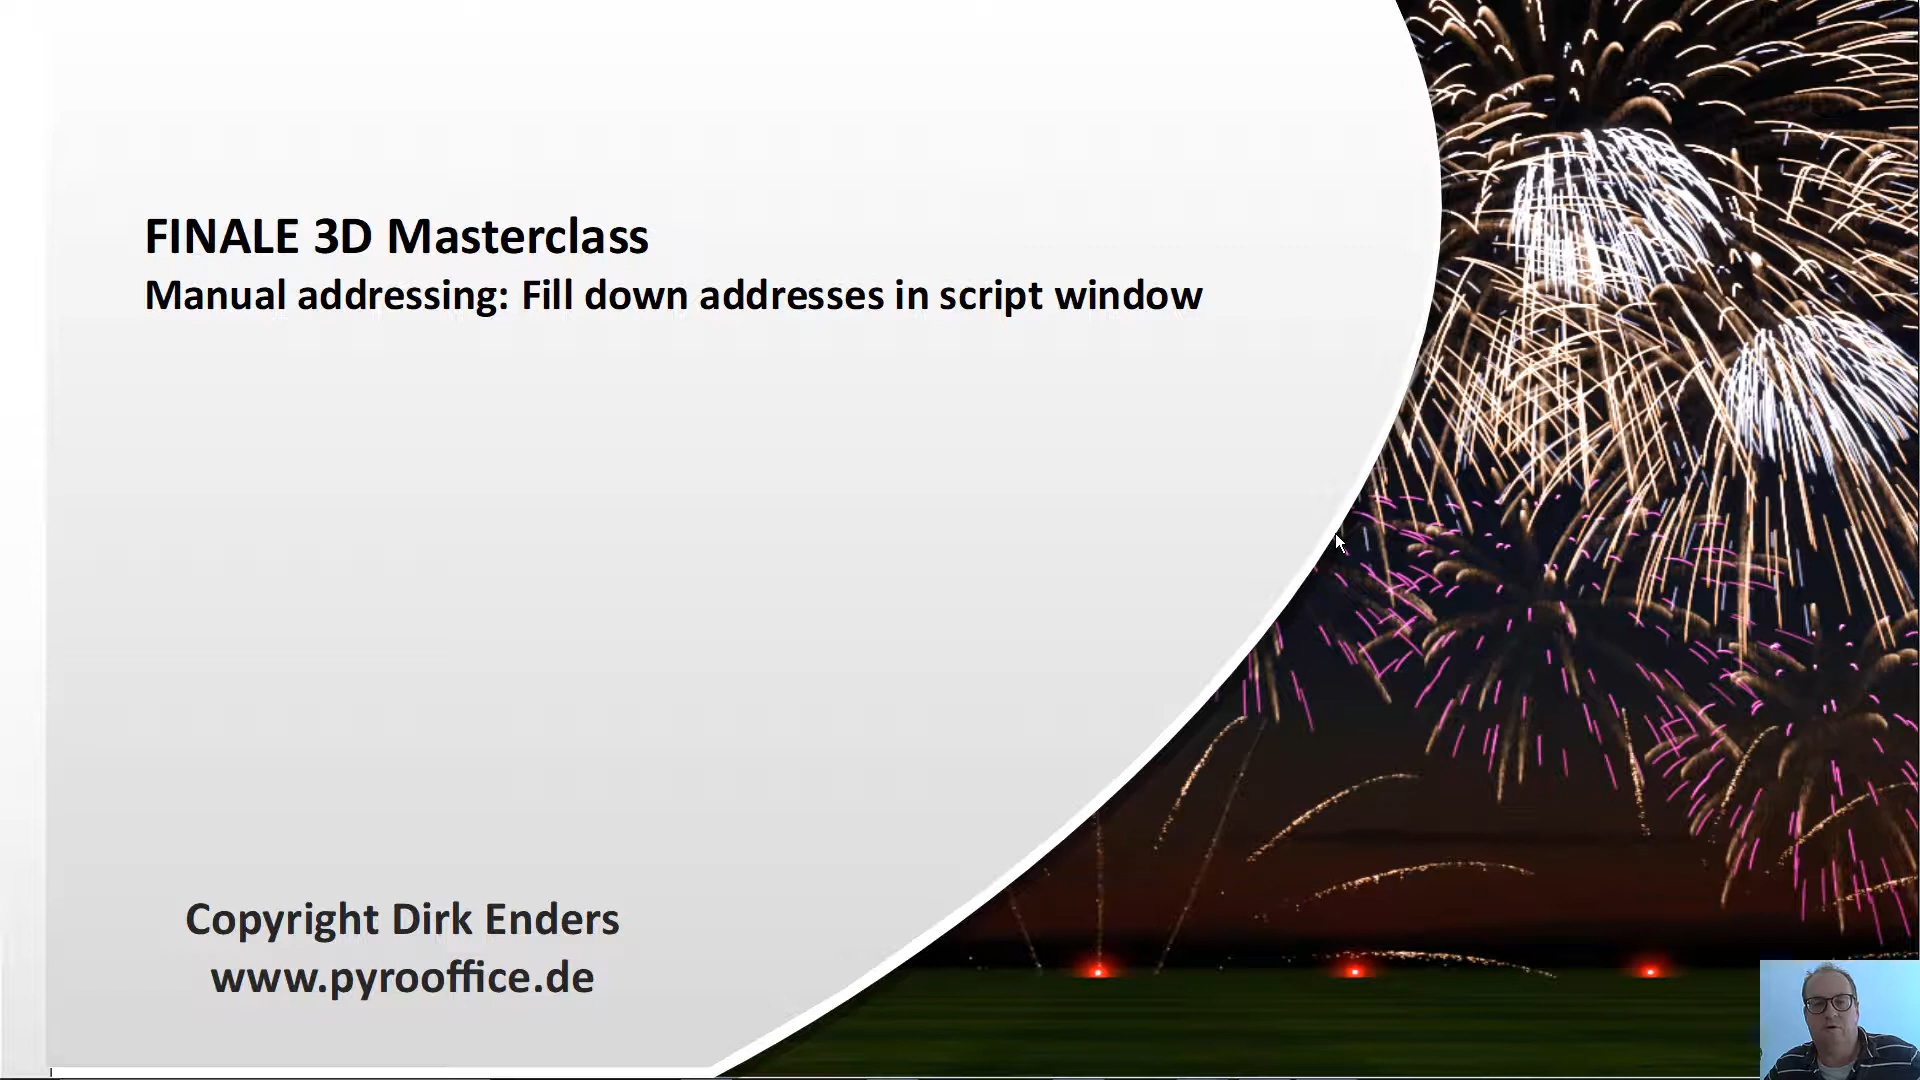 FINALE 3D Masterclass
Manual addressing: Fill down addresses in script window
Copyright Dirk Enders
www.pyrooffice.de